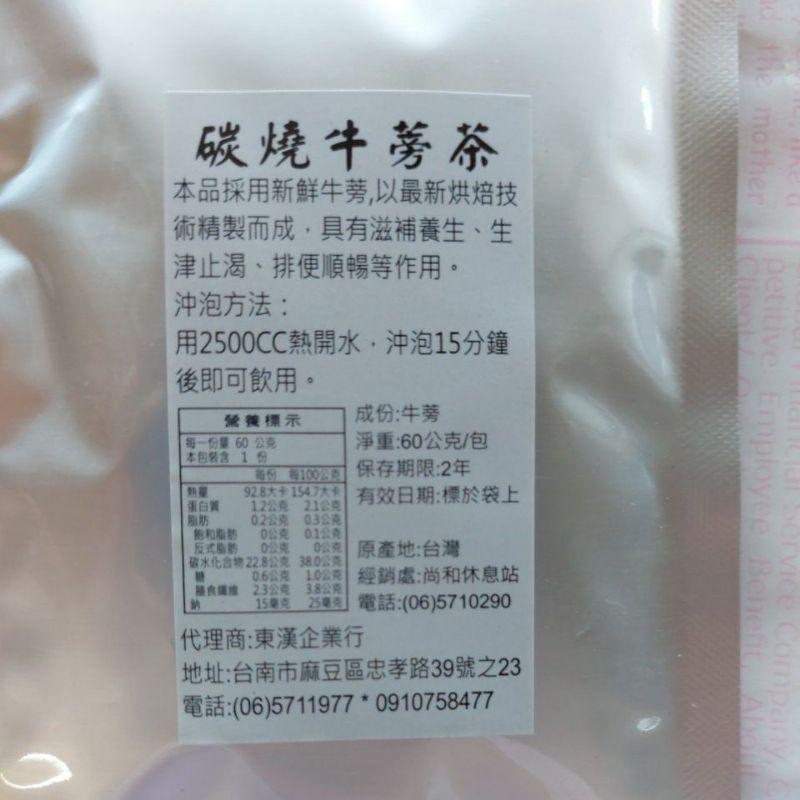 碳燒牛蒡茶
本品採用新鮮牛蒡,以最新烘焙技
術精製而成，具有滋補養生、生
津止渴、排便順暢等作用。
沖泡方法：
用2500CC熱開水，沖泡15分鐘
後即可飲用。
營養標示
每一份量 60 公克
本包裝含 1 份
每份 每100公克
熱量 92.8大卡 154.7大卡
蛋白質 1.2公克 2.1公克
脂肪 0.2公克 0.3公克
飽和脂肪 0公克 0.1公克
反式脂肪 0公克 0公克
碳水化合物 22.8公克 38.0公克
糖 0.6公克 1.0公克
膳食纖維 2.3公克 3.8公克
鈉 15毫克 25毫克
成份:牛蒡
淨重:60公克/包
保存期限:2年
有效日期:標於袋上
原產地:台灣
經銷處:尚和休息站
電話:(06)5710290
代理商:東漢企業行
地址:台南市麻豆區忠孝路39號之23
電話:(06)5711977 * 0910758477
the mother
Financial Service Company
petitive Employee Benefit